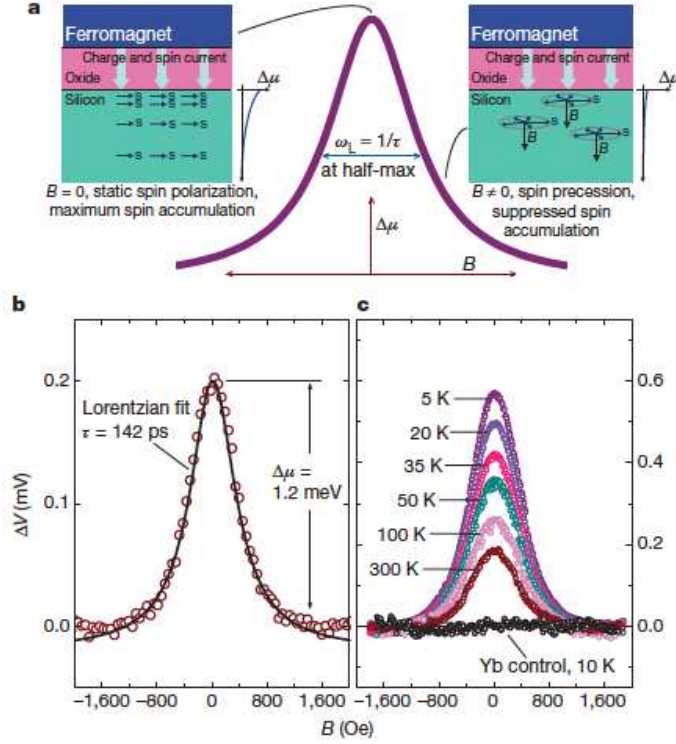 a
Ferromagnet
Charge and spin current
Oxide
Silicon
Δμ
s
s
s
s
s
s
s
s
s
s
B = 0, static spin polarization,
maximum spin accumulation
ω_L = 1/τ
at half-max
Δμ
B
Ferromagnet
Charge and spin current
Oxide
Silicon
Δμ
s
s
s
B
B
B
B ≠ 0, spin precession,
suppressed spin
accumulation
b
Lorentzian fit
τ = 142 ps
Δμ =
1.2 meV
ΔV (mV)
0.2
0.1
0.0
−1,600 −800 0 800 1,600
c
5 K
20 K
35 K
50 K
100 K
300 K
Yb control, 10 K
0.6
0.4
0.2
0.0
−1,600 −800 0 800 1,600
B (Oe)